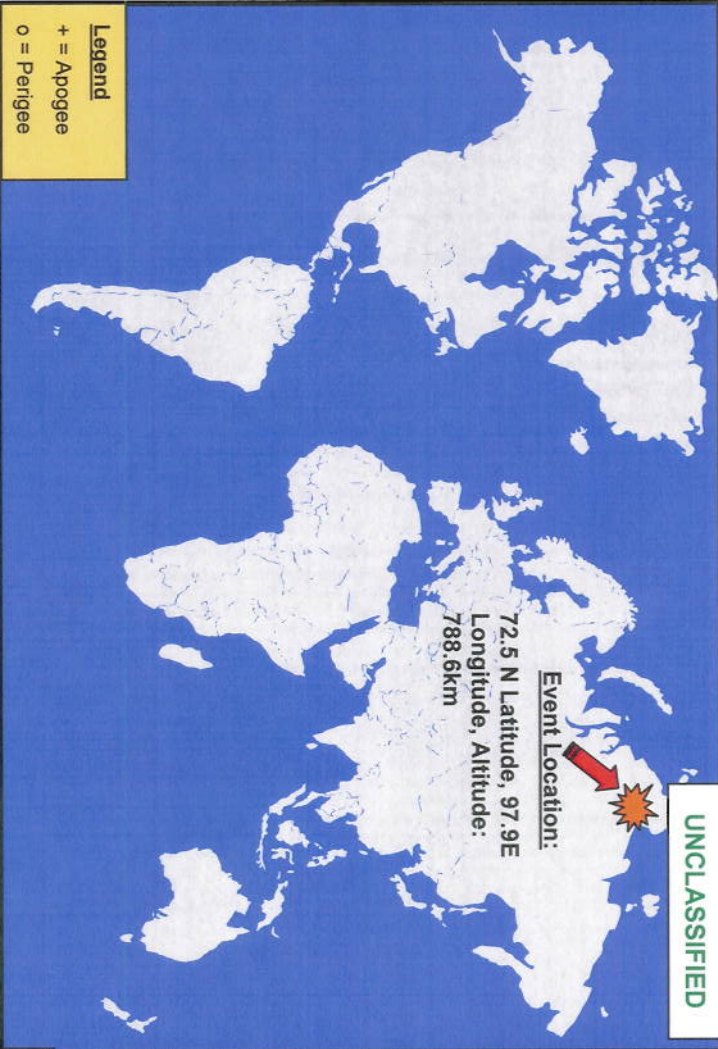 UNCLASSIFIED
Event Location:
72.5 N Latitude, 97.9E
Longitude, Altitude:
788.6km
Legend
+ = Apogee
o = Perigee